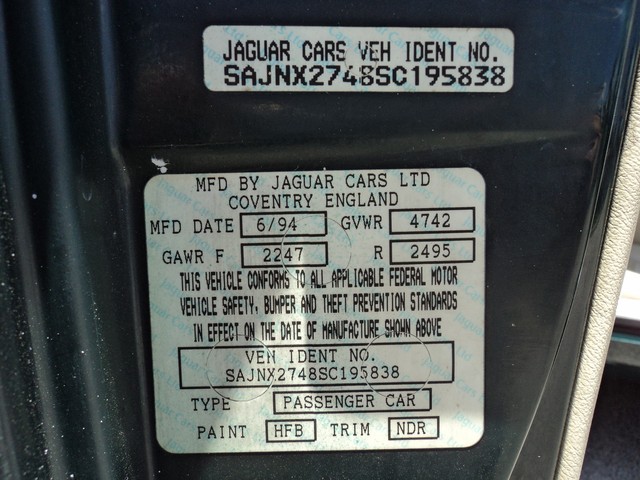 JAGUAR CARS VEH IDENT NO.
SAJNX2748SC195838
MFD BY JAGUAR CARS LTD
COVENTRY ENGLAND
MFD DATE 6/94 GVWR 4742
GAWR F 2247 R 2495
THIS VEHICLE CONFORMS TO ALL APPLICABLE FEDERAL MOTOR
VEHICLE SAFETY, BUMPER AND THEFT PREVENTION STANDARDS
IN EFFECT ON THE DATE OF MANUFACTURE SHOWN ABOVE
VEH IDENT NO.
SAJNX2748SC195838
TYPE PASSENGER CAR
PAINT HFB TRIM NDR